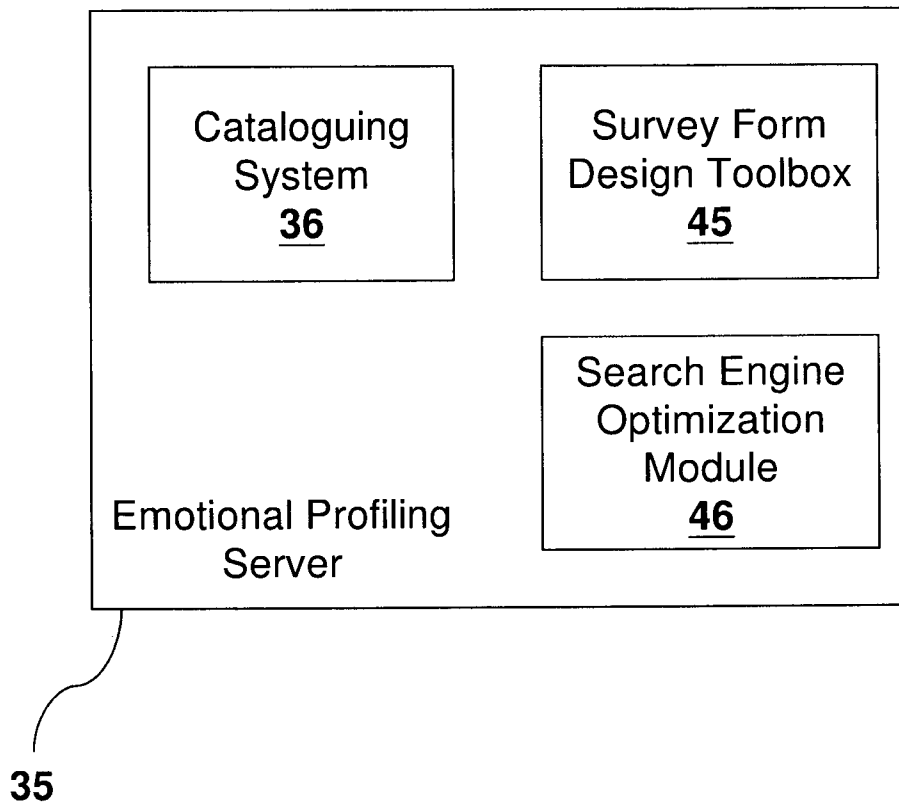 Cataloguing
System
36
Survey Form
Design Toolbox
45
Search Engine
Optimization
Module
46
Emotional Profiling
Server
35